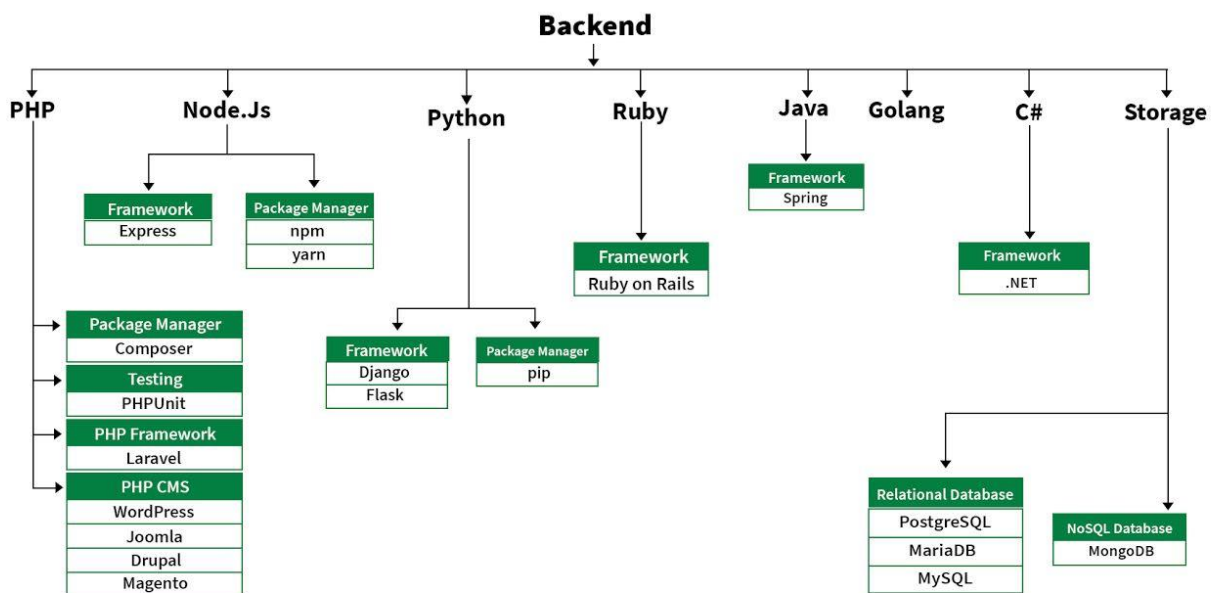 Backend
PHP
Node.Js
Python
Ruby
Java
Golang
C#
Storage
Framework
Express
Package Manager
npm
yarn
Framework
Spring
Framework
Ruby on Rails
Framework
.NET
Package Manager
Composer
Testing
PHPUnit
PHP Framework
Laravel
PHP CMS
WordPress
Joomla
Drupal
Magento
Framework
Django
Flask
Package Manager
pip
Relational Database
PostgreSQL
MariaDB
MySQL
NoSQL Database
MongoDB